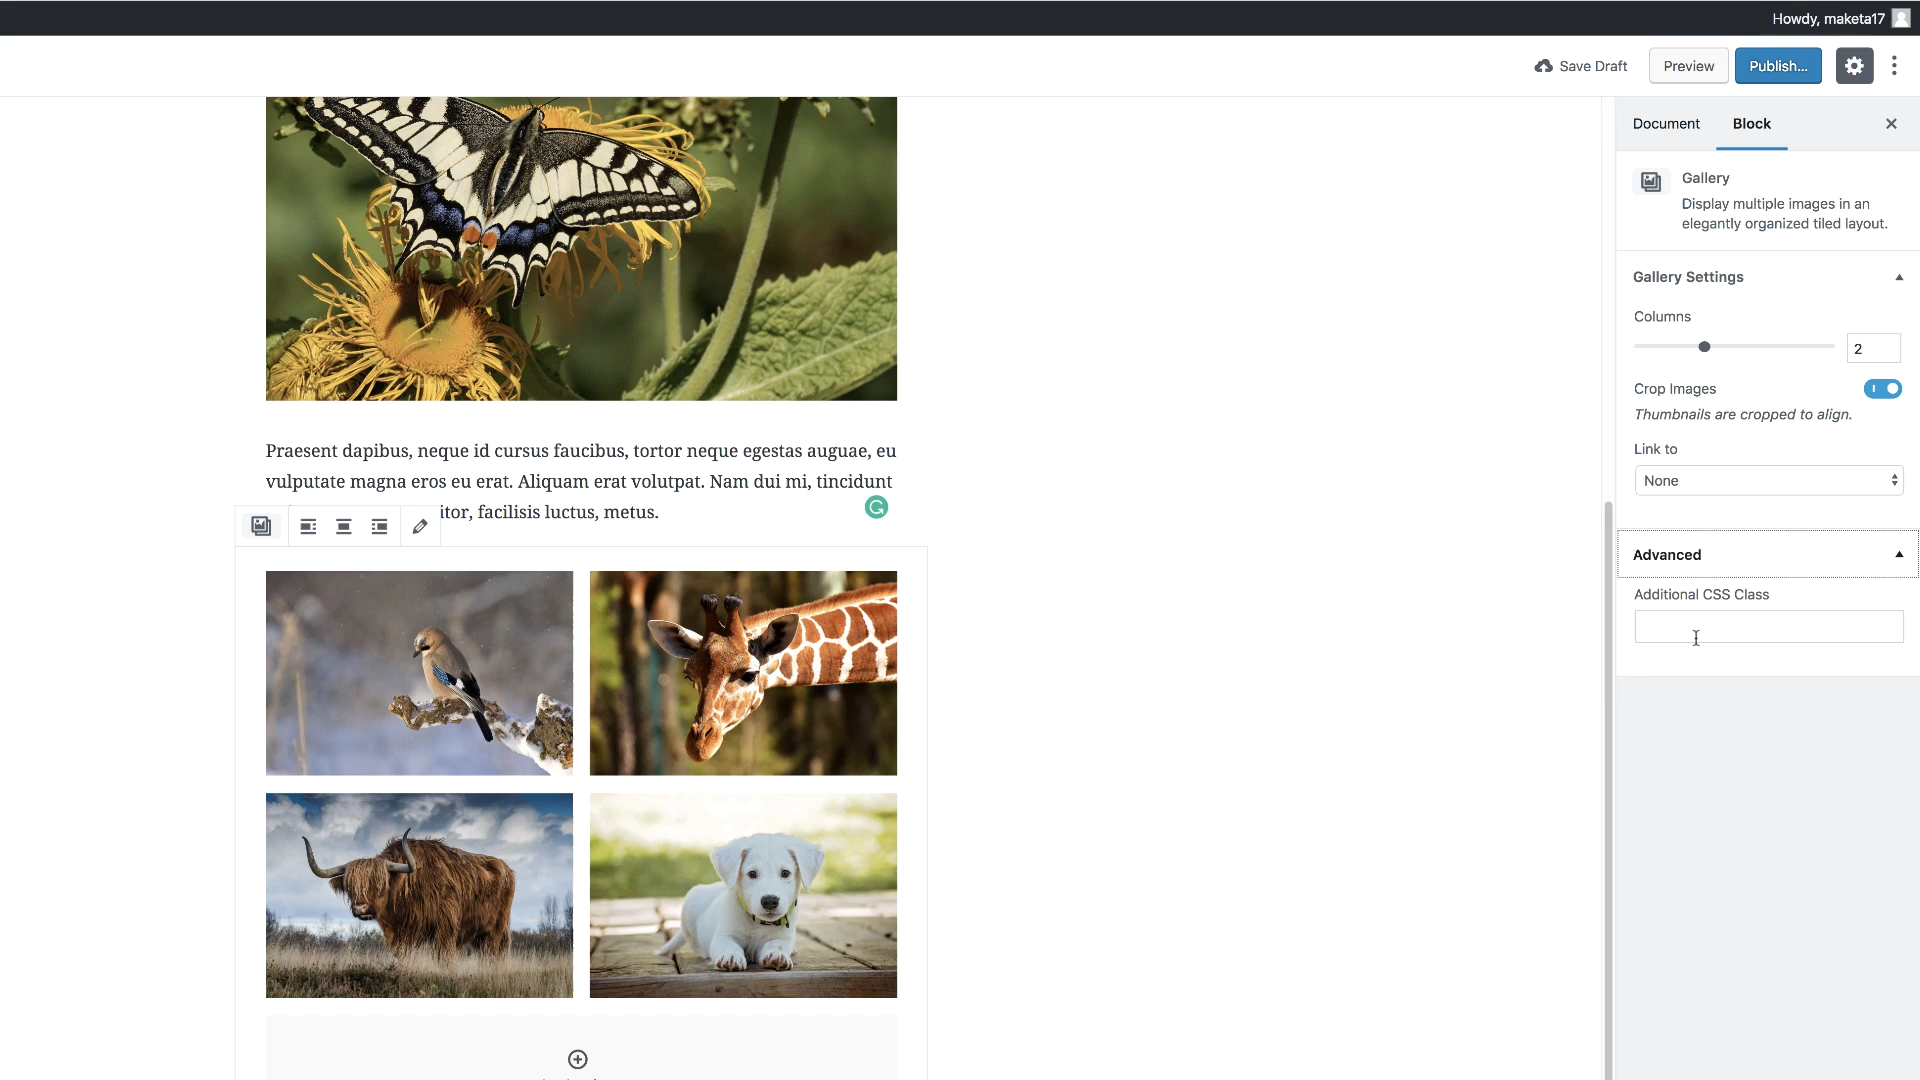 Howdy, maketa17
Save Draft
Preview
Publish...
Document
Block
Gallery
Display multiple images in an
elegantly organized tiled layout.
Gallery Settings
Columns
2
Crop Images
Thumbnails are cropped to align.
Link to
None
Advanced
Additional CSS Class
Praesent dapibus, neque id cursus faucibus, tortor neque egestas auguae, eu
vulputate magna eros eu erat. Aliquam erat volutpat. Nam dui mi, tincidunt
itor, facilisis luctus, metus.